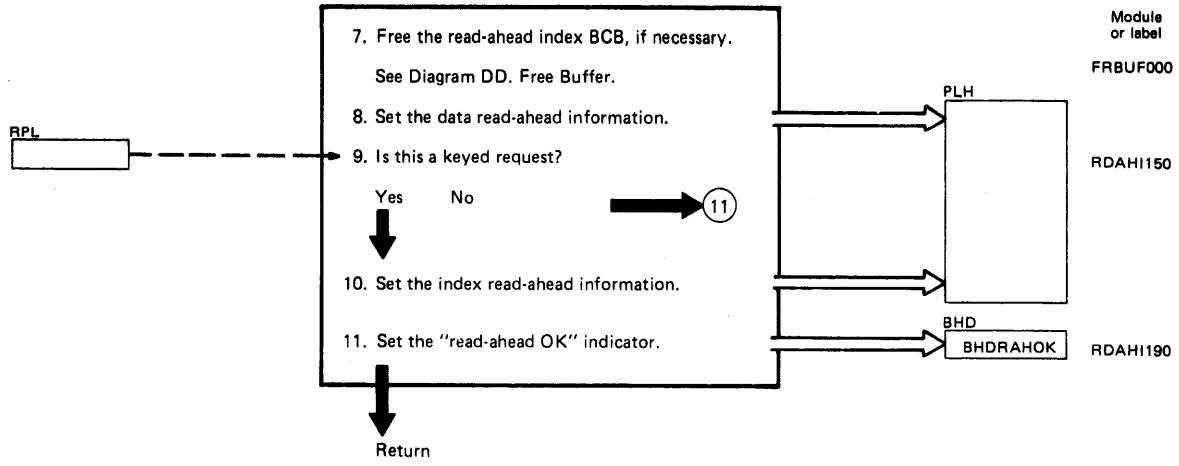 Module
or label
7. Free the read-ahead index BCB, if necessary.
FRBUF000
See Diagram DD. Free Buffer.
PLH
8. Set the data read-ahead information.
RPL
9. Is this a keyed request?
RDAHI150
Yes No
11
10. Set the index read-ahead information.
BHD
11. Set the "read-ahead OK" indicator.
BHDRAHOK
RDAHI190
Return